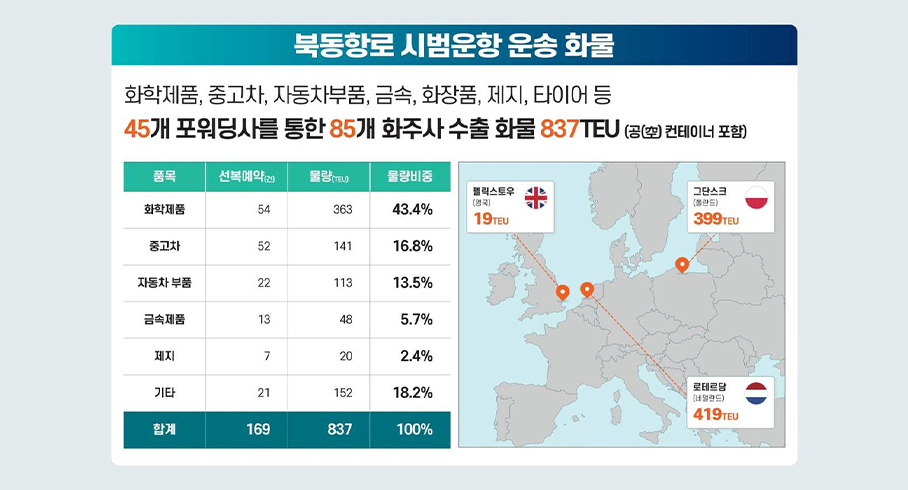 북동항로 시범운항 운송 화물
화학제품, 중고차, 자동차부품, 금속, 화장품, 제지, 타이어 등
45개 포워딩사를 통한 85개 화주사 수출 화물 837TEU (공(空) 컨테이너 포함)
품목 선복예약(건) 물량(TEU) 물량비중
화학제품 54 363 43.4%
중고차 52 141 16.8%
자동차 부품 22 113 13.5%
금속제품 13 48 5.7%
제지 7 20 2.4%
기타 21 152 18.2%
합계 169 837 100%
펠릭스토우
(영국)
19TEU
그단스크
(폴란드)
399TEU
로테르담
(네덜란드)
419TEU